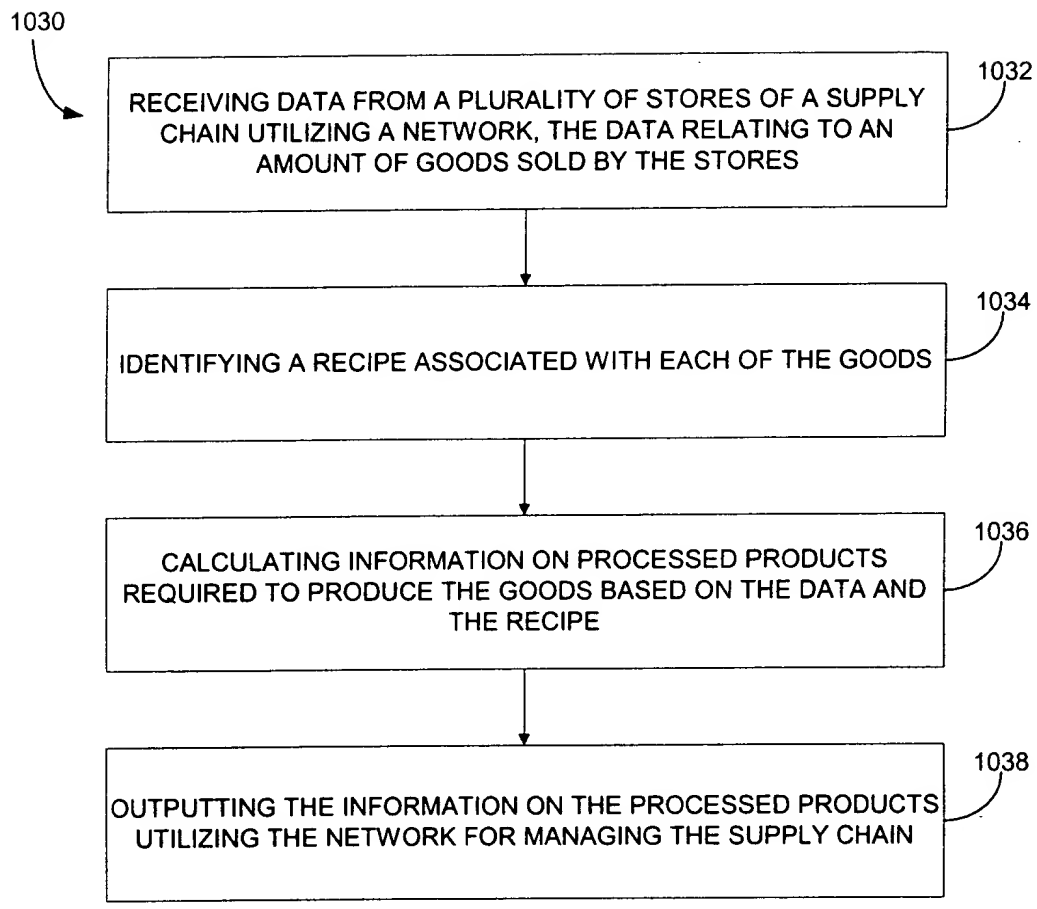 1030
1032
RECEIVING DATA FROM A PLURALITY OF STORES OF A SUPPLY
CHAIN UTILIZING A NETWORK, THE DATA RELATING TO AN
AMOUNT OF GOODS SOLD BY THE STORES
1034
IDENTIFYING A RECIPE ASSOCIATED WITH EACH OF THE GOODS
1036
CALCULATING INFORMATION ON PROCESSED PRODUCTS
REQUIRED TO PRODUCE THE GOODS BASED ON THE DATA AND
THE RECIPE
1038
OUTPUTTING THE INFORMATION ON THE PROCESSED PRODUCTS
UTILIZING THE NETWORK FOR MANAGING THE SUPPLY CHAIN